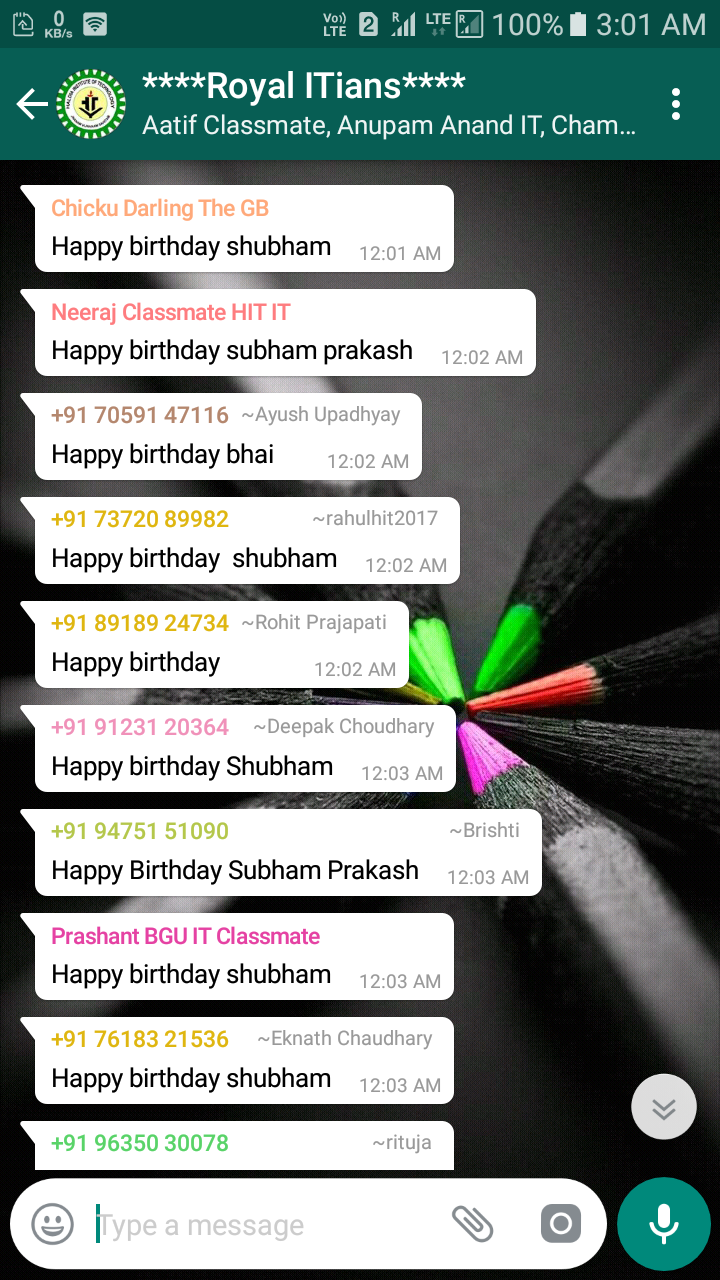 0 KB/s Vo)) LTE 2 R LTE R 100% 3:01 AM
****Royal ITians****
Aatif Classmate, Anupam Anand IT, Cham...
Chicku Darling The GB
Happy birthday shubham 12:01 AM
Neeraj Classmate HIT IT
Happy birthday subham prakash 12:02 AM
+91 70591 47116 ~Ayush Upadhyay
Happy birthday bhai 12:02 AM
+91 73720 89982 ~rahulhit2017
Happy birthday  shubham 12:02 AM
+91 89189 24734 ~Rohit Prajapati
Happy birthday 12:02 AM
+91 91231 20364 ~Deepak Choudhary
Happy birthday Shubham 12:03 AM
+91 94751 51090 ~Brishti
Happy Birthday Subham Prakash 12:03 AM
Prashant BGU IT Classmate
Happy birthday shubham 12:03 AM
+91 76183 21536 ~Eknath Chaudhary
Happy birthday shubham 12:03 AM
+91 96350 30078 ~rituja
Type a message